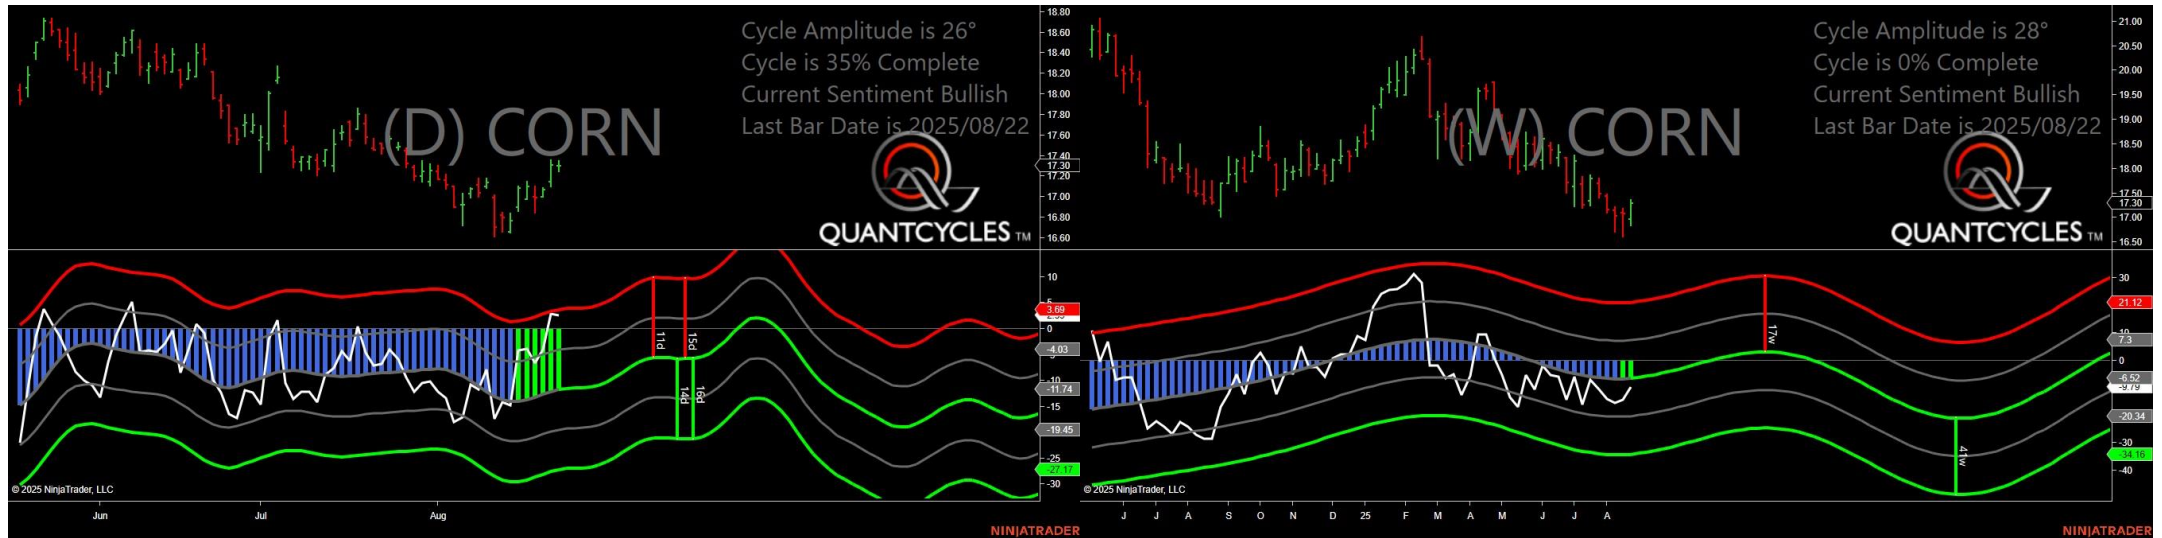 Cycle Amplitude is 26°
Cycle is 35% Complete
Current Sentiment Bullish
Last Bar Date is 2025/08/22
(D) CORN
QUANTCYCLES TM
18.80
18.60
18.40
18.20
18.00
17.80
17.60
17.40
17.30
17.20
17.00
16.80
16.60
10
5
3.69
0
-4.03
-10
-11.74
-15
-19.45
-25
-27.17
-30
11d
15d
14d
16d
© 2025 NinjaTrader, LLC
Jun
Jul
Aug
NINJATRADER
Cycle Amplitude is 28°
Cycle is 0% Complete
Current Sentiment Bullish
Last Bar Date is 2025/08/22
(W) CORN
QUANTCYCLES TM
21.00
20.50
20.00
19.50
19.00
18.50
18.00
17.50
17.30
17.00
16.50
30
21.12
10
7.3
0
-6.52
-9.79
-20.34
-30
-34.16
-40
17w
41w
© 2025 NinjaTrader, LLC
J
J
A
S
O
N
D
25
F
M
A
M
J
J
A
NINJATRADER